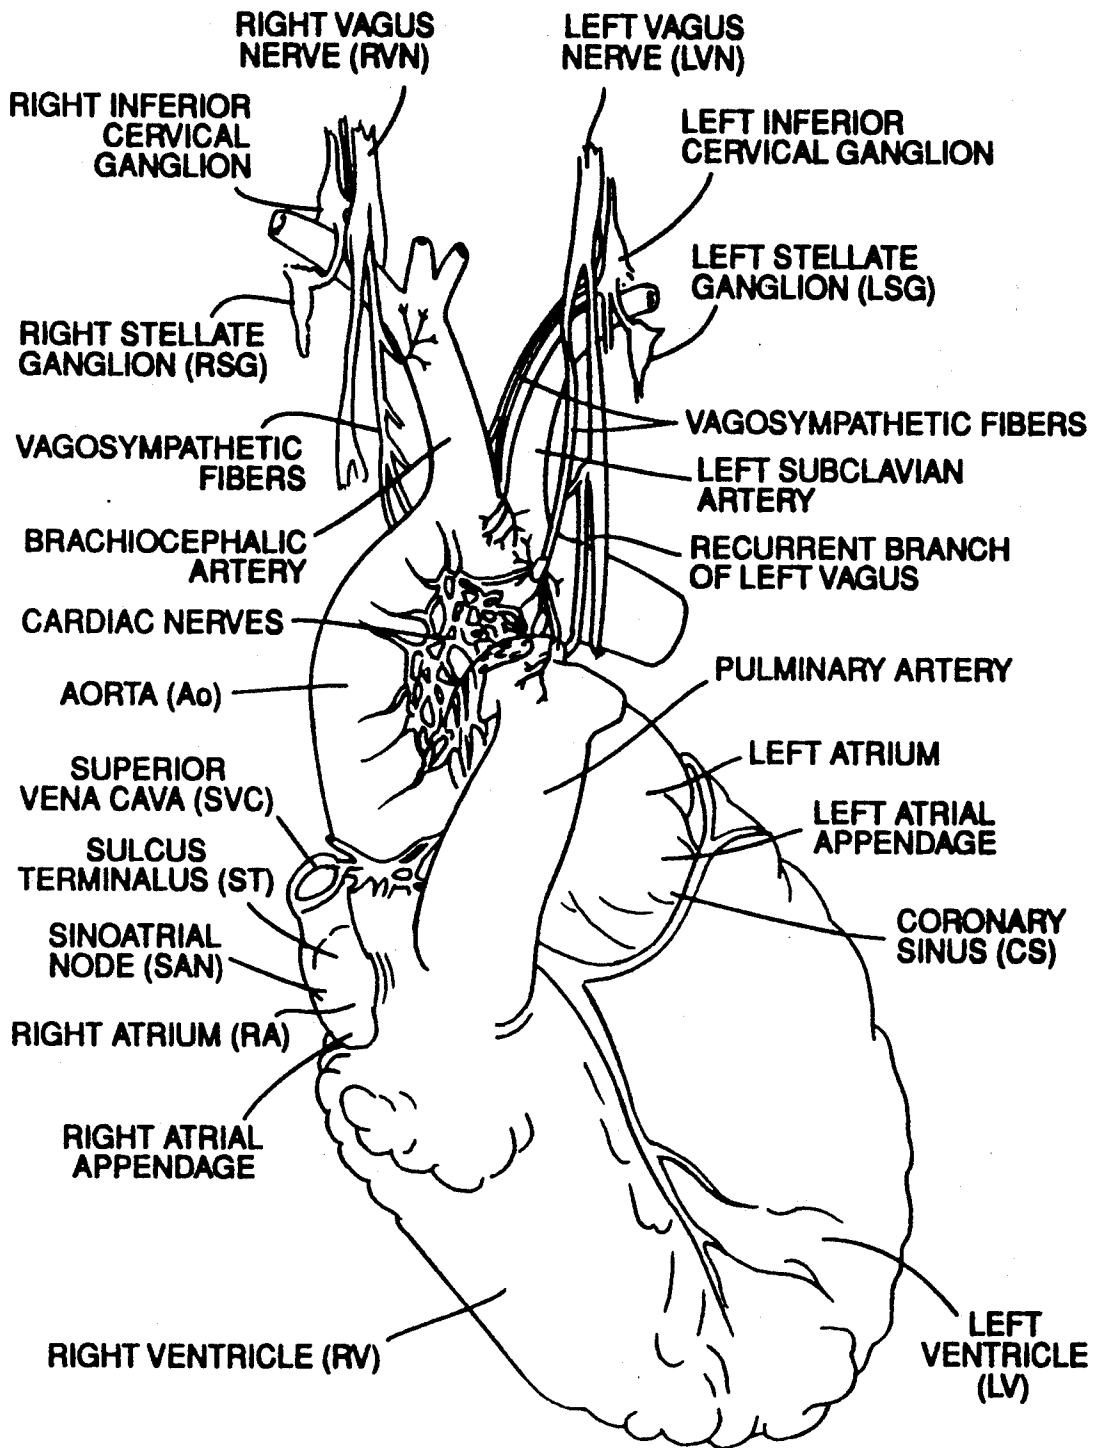 RIGHT VAGUS
NERVE (RVN)
LEFT VAGUS
NERVE (LVN)
RIGHT INFERIOR
CERVICAL
GANGLION
LEFT INFERIOR
CERVICAL GANGLION
LEFT STELLATE
GANGLION (LSG)
RIGHT STELLATE
GANGLION (RSG)
VAGOSYMPATHETIC FIBERS
VAGOSYMPATHETIC
FIBERS
LEFT SUBCLAVIAN
ARTERY
BRACHIOCEPHALIC
ARTERY
RECURRENT BRANCH
OF LEFT VAGUS
CARDIAC NERVES
PULMINARY ARTERY
AORTA (Ao)
LEFT ATRIUM
SUPERIOR
VENA CAVA (SVC)
LEFT ATRIAL
APPENDAGE
SULCUS
TERMINALUS (ST)
CORONARY
SINUS (CS)
SINOATRIAL
NODE (SAN)
RIGHT ATRIUM (RA)
RIGHT ATRIAL
APPENDAGE
RIGHT VENTRICLE (RV)
LEFT
VENTRICLE
(LV)